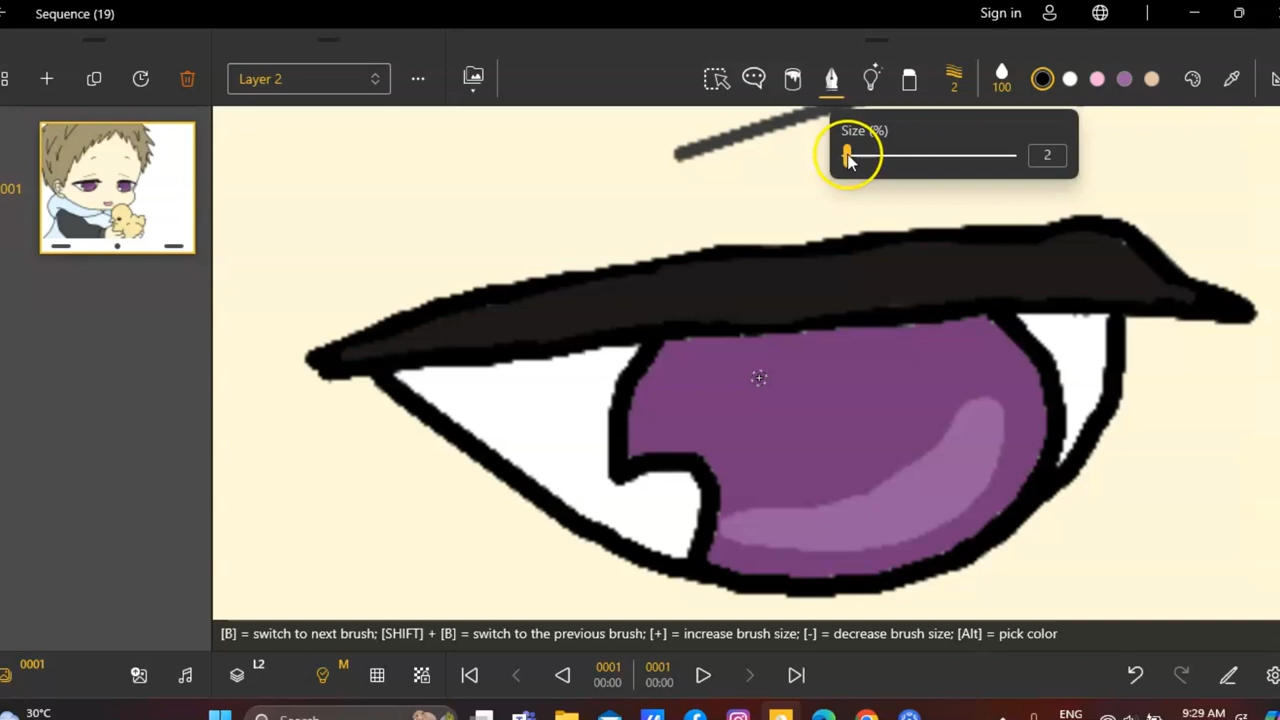 Sequence (19)
Sign in
Layer 2
2
100
Size (%)
2
0001
001
[B] = switch to next brush; [SHIFT] + [B] = switch to the previous brush; [+] = increase brush size; [-] = decrease brush size; [Alt] = pick color
0001
L2
M
0001
00:00
0001
00:00
30°C
Search
ENG
9:29 AM